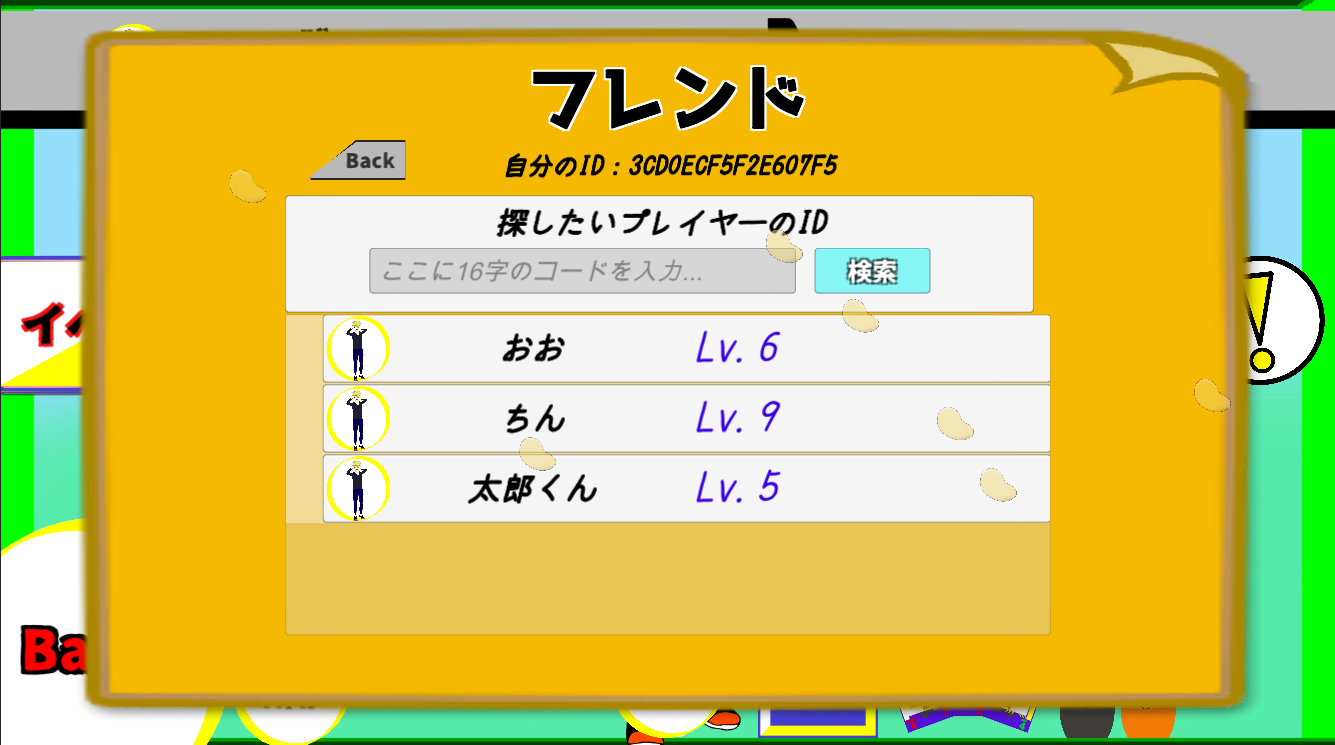 フレンド
Back
自分のID：3CD0ECF5F2E607F5
探したいプレイヤーのID
ここに16字のコードを入力...
検索
おお Lv. 6
ちん Lv. 9
太郎くん Lv. 5
イ
Ba